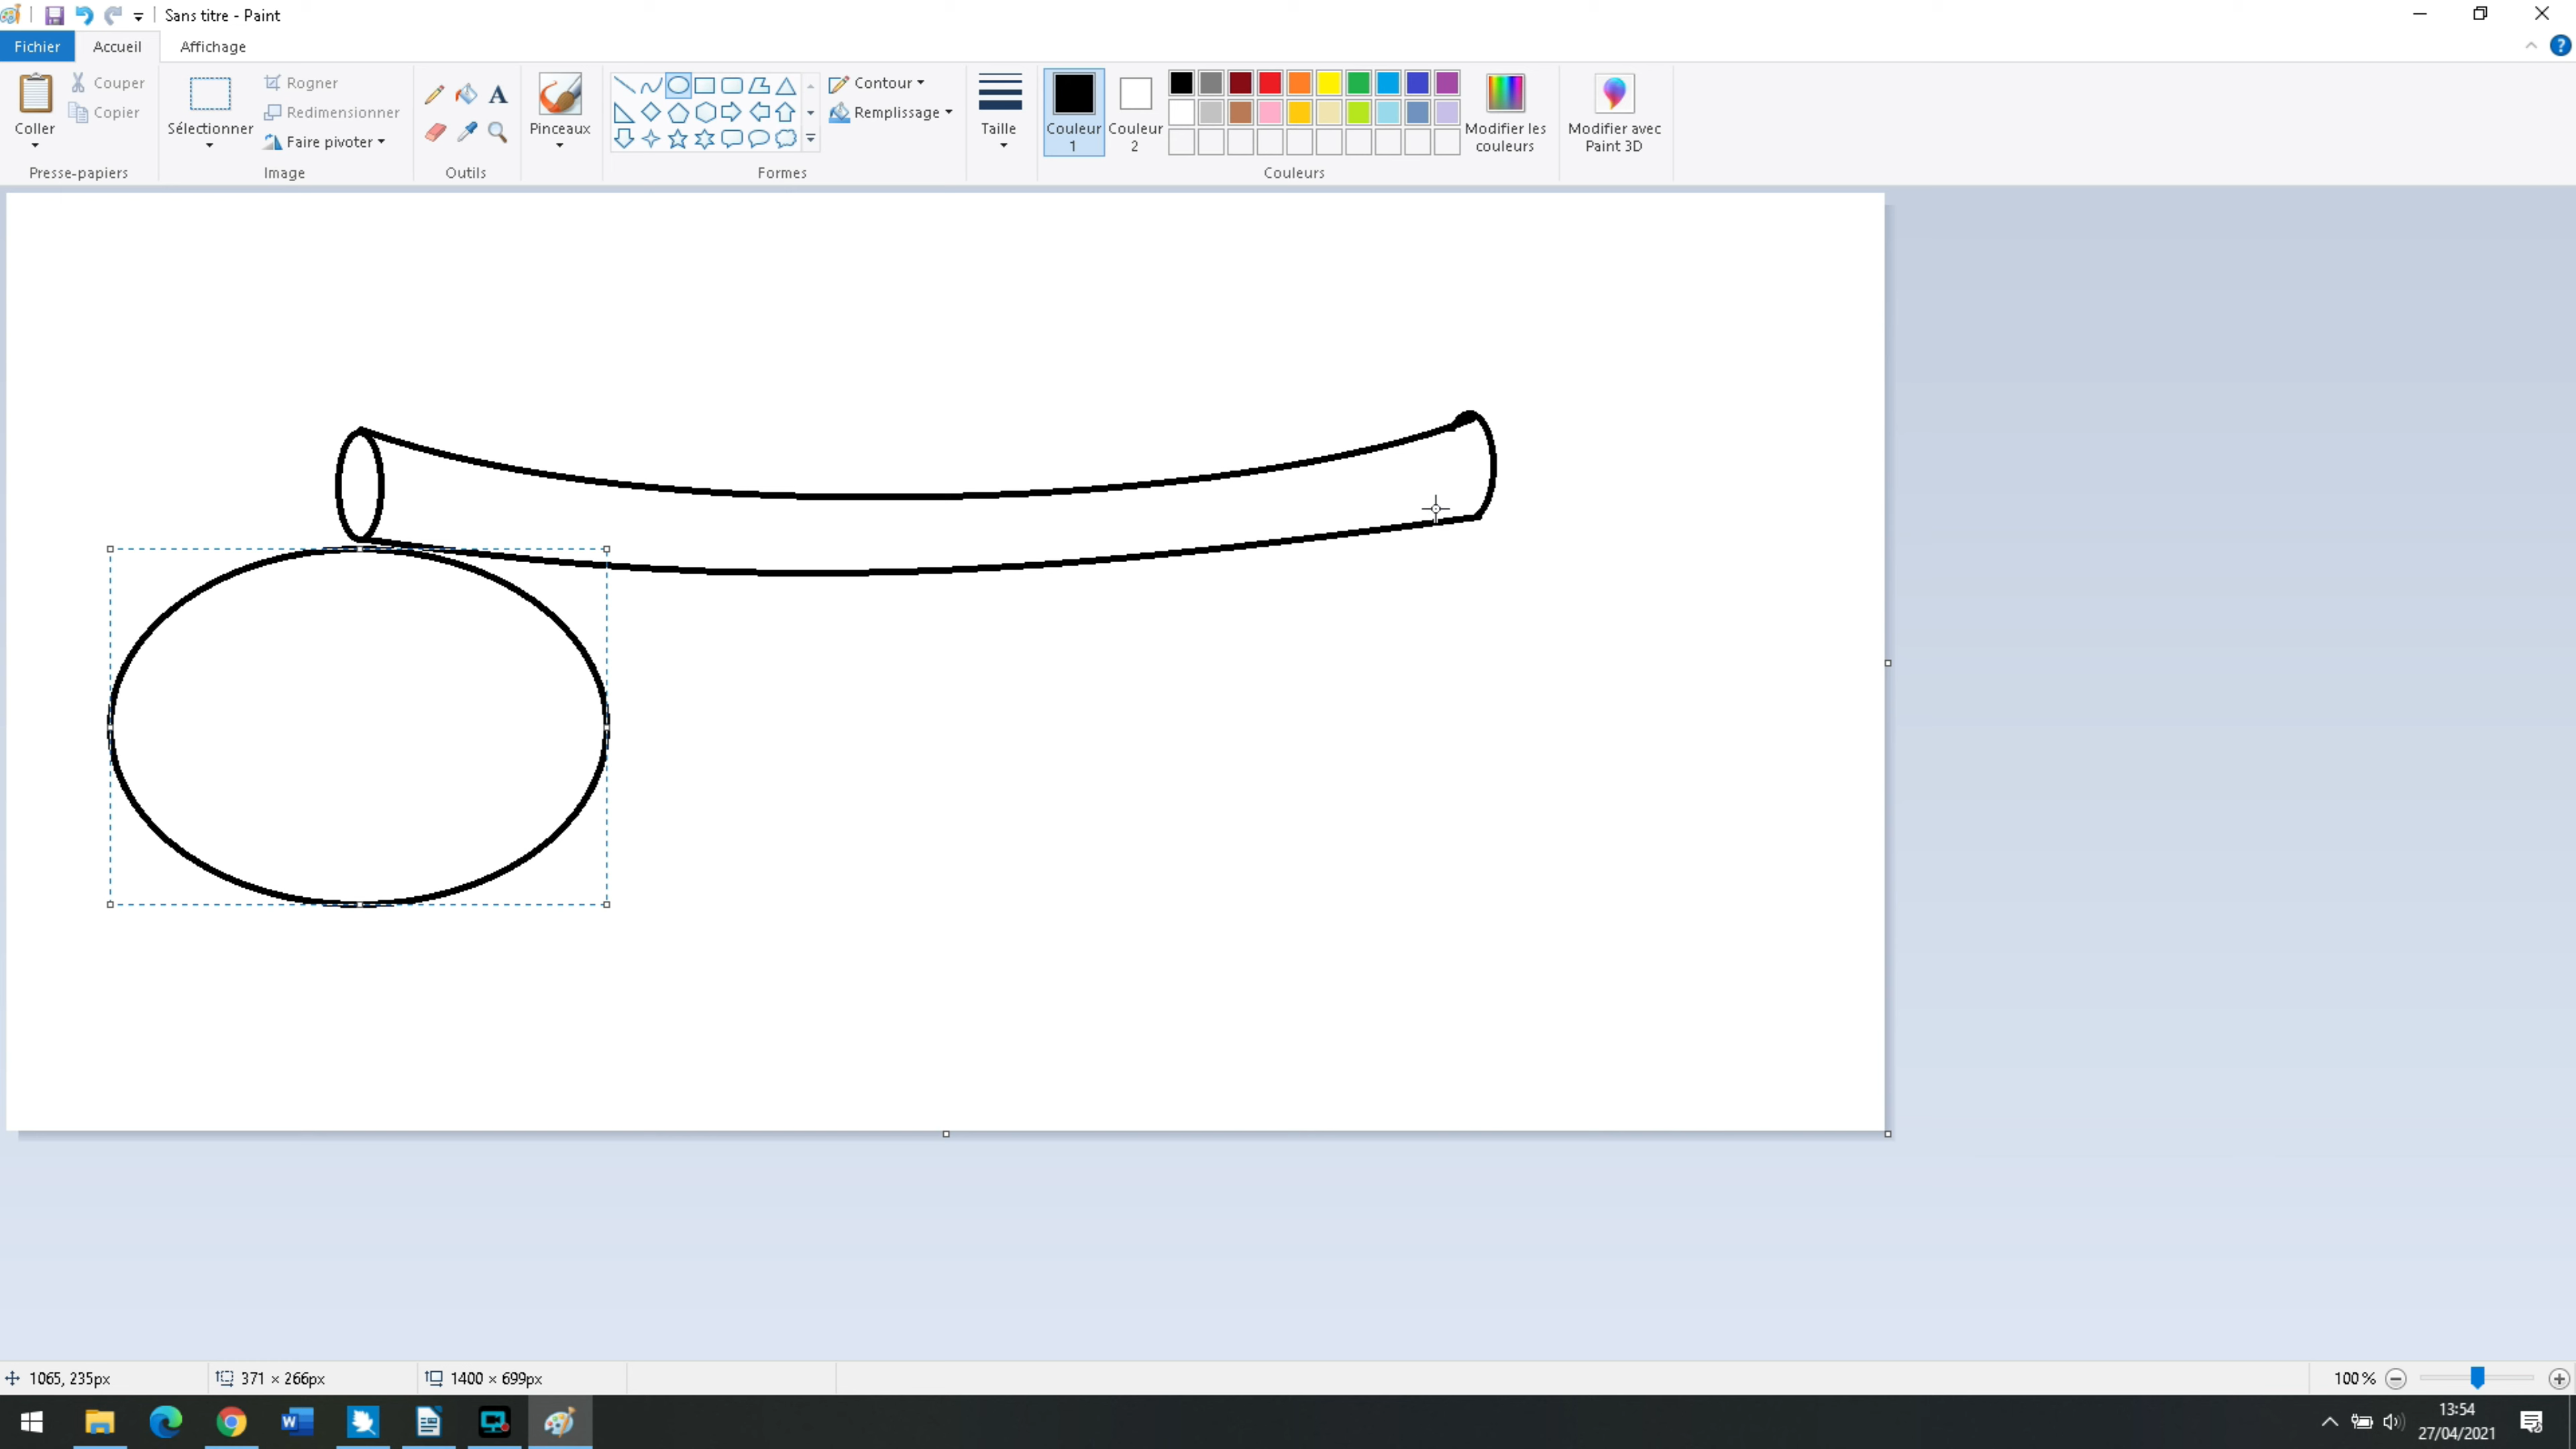 Sans titre - Paint
Fichier Accueil Affichage
Coller
Couper
Copier
Presse-papiers
Sélectionner
Rogner
Redimensionner
Faire pivoter
Image
Outils
Pinceaux
Contour
Remplissage
Formes
Taille
Couleur 1
Couleur 2
Couleurs
Modifier les couleurs
Modifier avec Paint 3D
1065, 235px
371 × 266px
1400 × 699px
100 %
13:54
27/04/2021